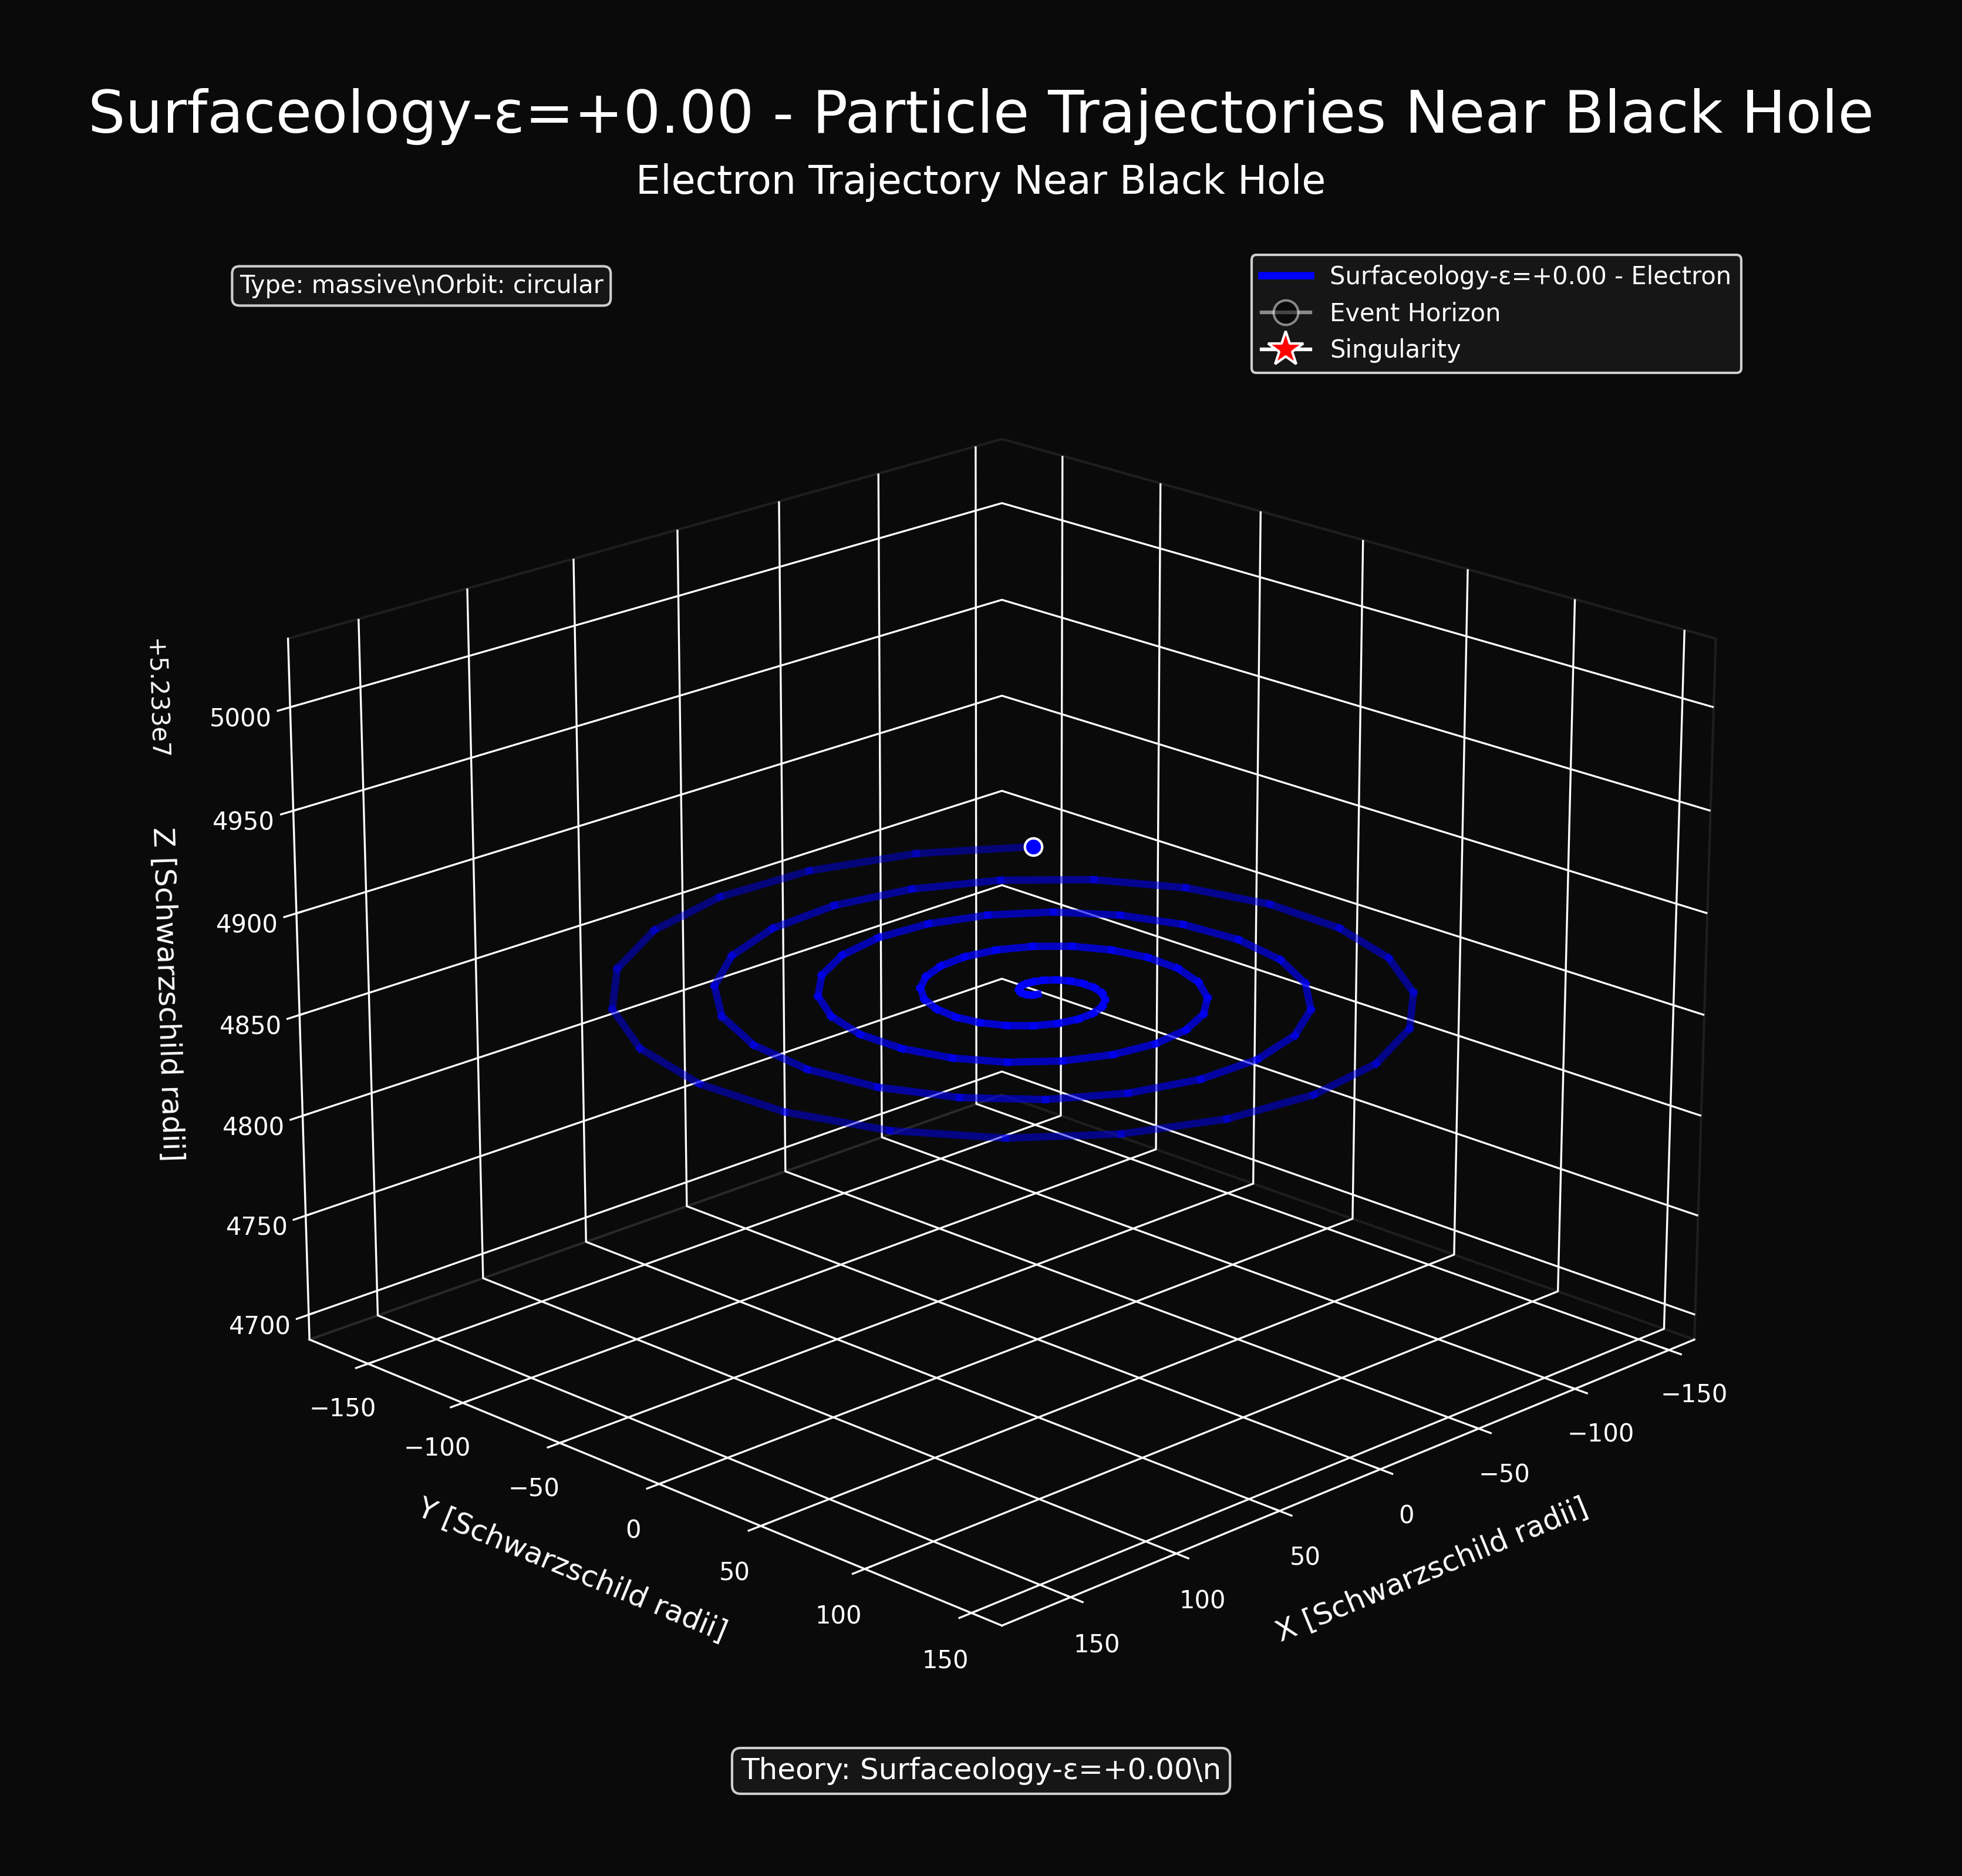 Surfaceology-ε=+0.00 - Particle Trajectories Near Black Hole
Electron Trajectory Near Black Hole
Type: massive\nOrbit: circular
Surfaceology-ε=+0.00 - Electron
Event Horizon
Singularity
+5.233e7
Z [Schwarzschild radii]
5000
4950
4900
4850
4800
4750
4700
−150
−100
−50
0
50
100
150
Y [Schwarzschild radii]
−150
−100
−50
0
50
100
150
X [Schwarzschild radii]
Theory: Surfaceology-ε=+0.00\n